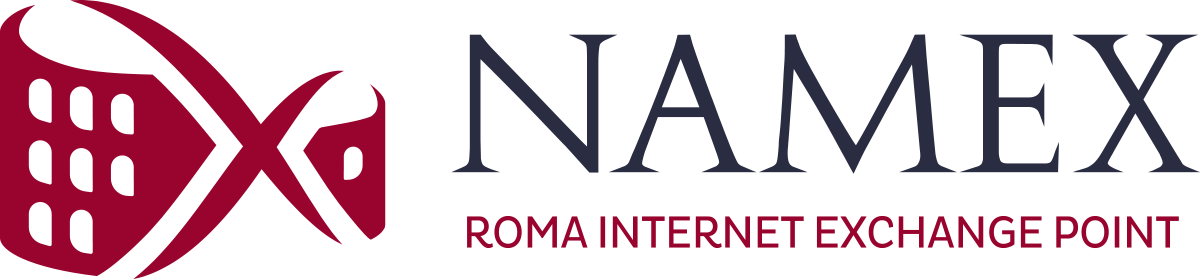 NAMEX
ROMA INTERNET EXCHANGE POINT